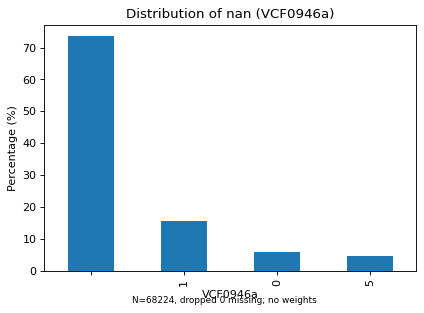 Distribution of nan (VCF0946a)
70
60
50
40
30
20
10
0
Percentage (%)
1
0
5
VCF0946a
N=68224, dropped 0 missing; no weights